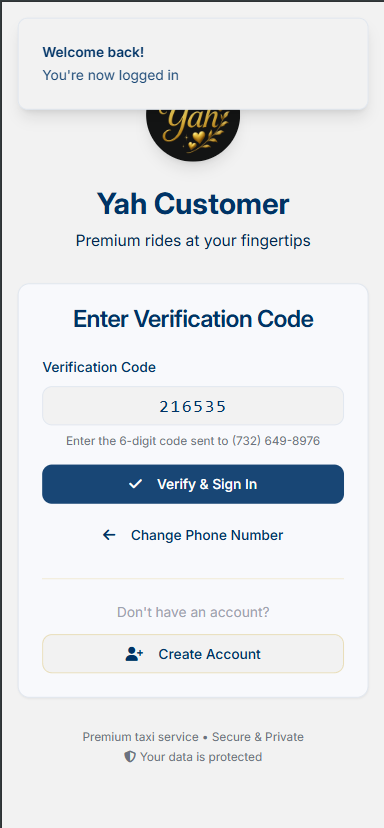 Welcome back!
You're now logged in
Yah
Yah Customer
Premium rides at your fingertips
Enter Verification Code
Verification Code
216535
Enter the 6-digit code sent to (732) 649-8976
Verify & Sign In
Change Phone Number
Don't have an account?
Create Account
Premium taxi service • Secure & Private
Your data is protected